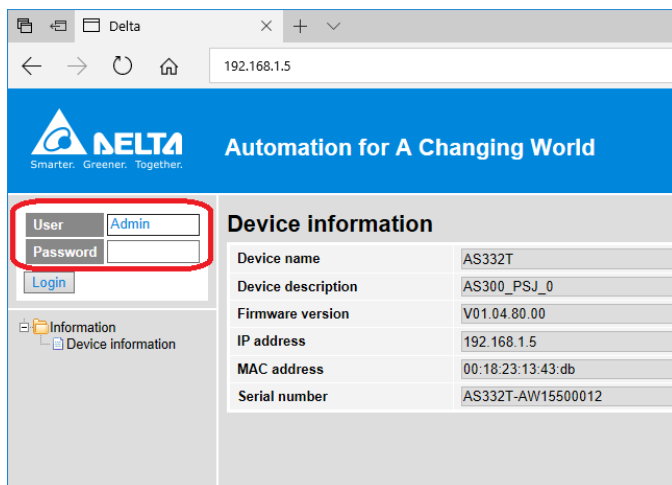 Delta
192.168.1.5
DELTA
Smarter. Greener. Together.
Automation for A Changing World
User Admin
Password
Login
Information
Device information
Device information
Device name AS332T
Device description AS300_PSJ_0
Firmware version V01.04.80.00
IP address 192.168.1.5
MAC address 00:18:23:13:43:db
Serial number AS332T-AW15500012